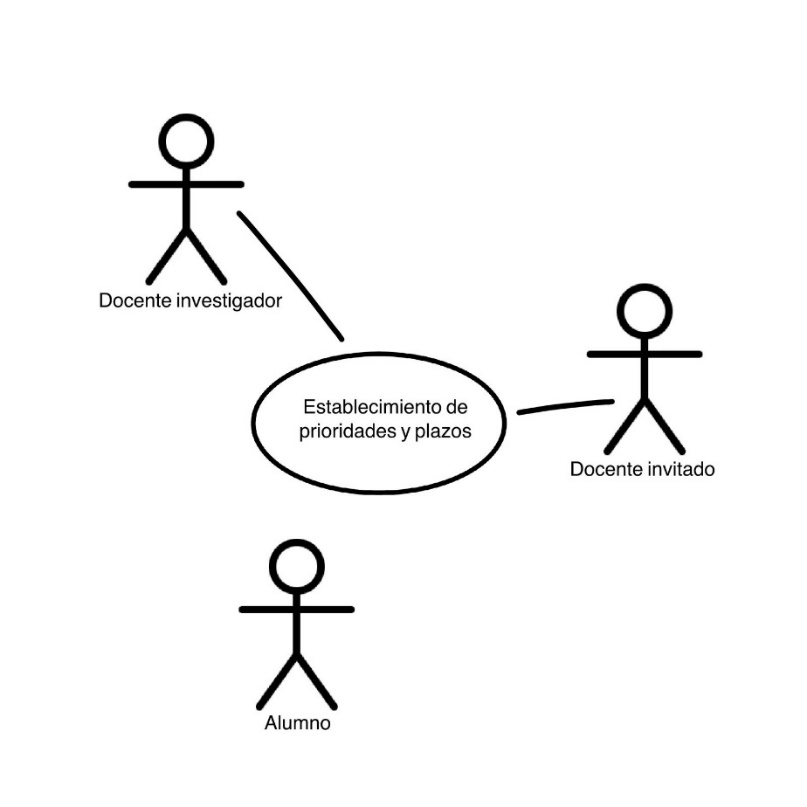 Docente investigador
Establecimiento de
prioridades y plazos
Docente invitado
Alumno